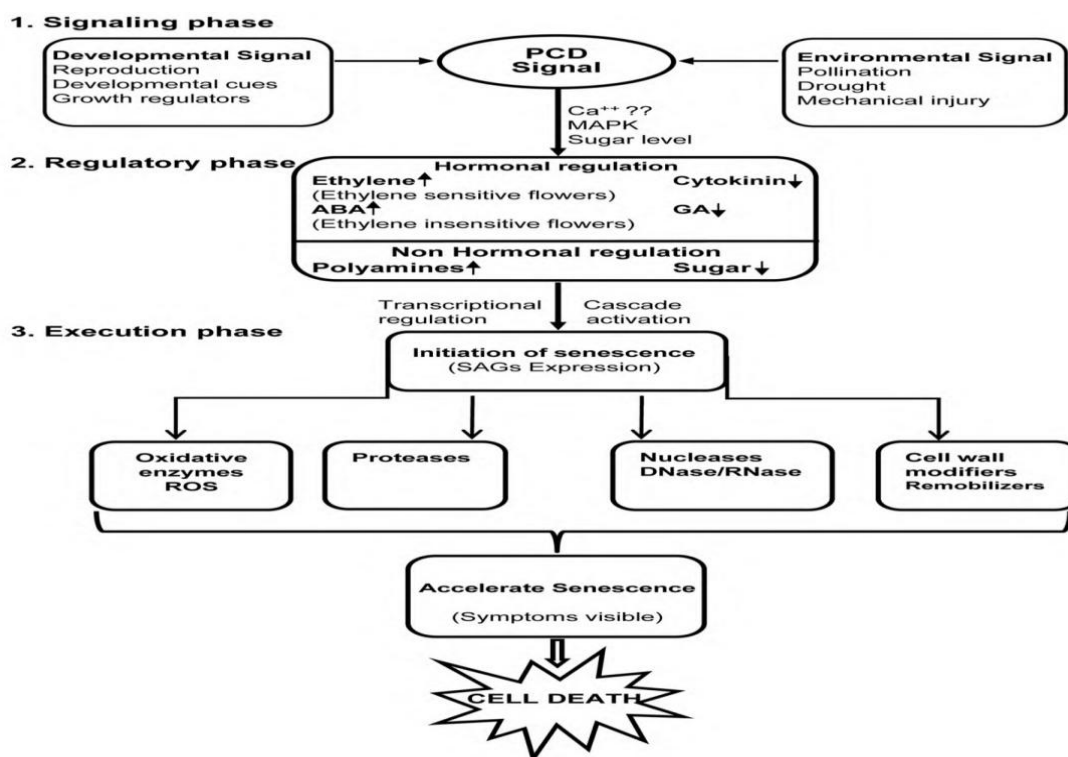 1. Signaling phase
Developmental Signal
Reproduction
Developmental cues
Growth regulators
PCD
Signal
Environmental Signal
Pollination
Drought
Mechanical injury
Ca⁺⁺ ??
MAPK
Sugar level
2. Regulatory phase
Hormonal regulation
Ethylene↑ Cytokinin↓
(Ethylene sensitive flowers)
ABA↑ GA↓
(Ethylene insensitive flowers)
Non Hormonal regulation
Polyamines↑ Sugar↓
Transcriptional
regulation
Cascade
activation
3. Execution phase
Initiation of senescence
(SAGs Expression)
Oxidative
enzymes
ROS
Proteases
Nucleases
DNase/RNase
Cell wall
modifiers
Remobilizers
Accelerate Senescence
(Symptoms visible)
CELL DEATH